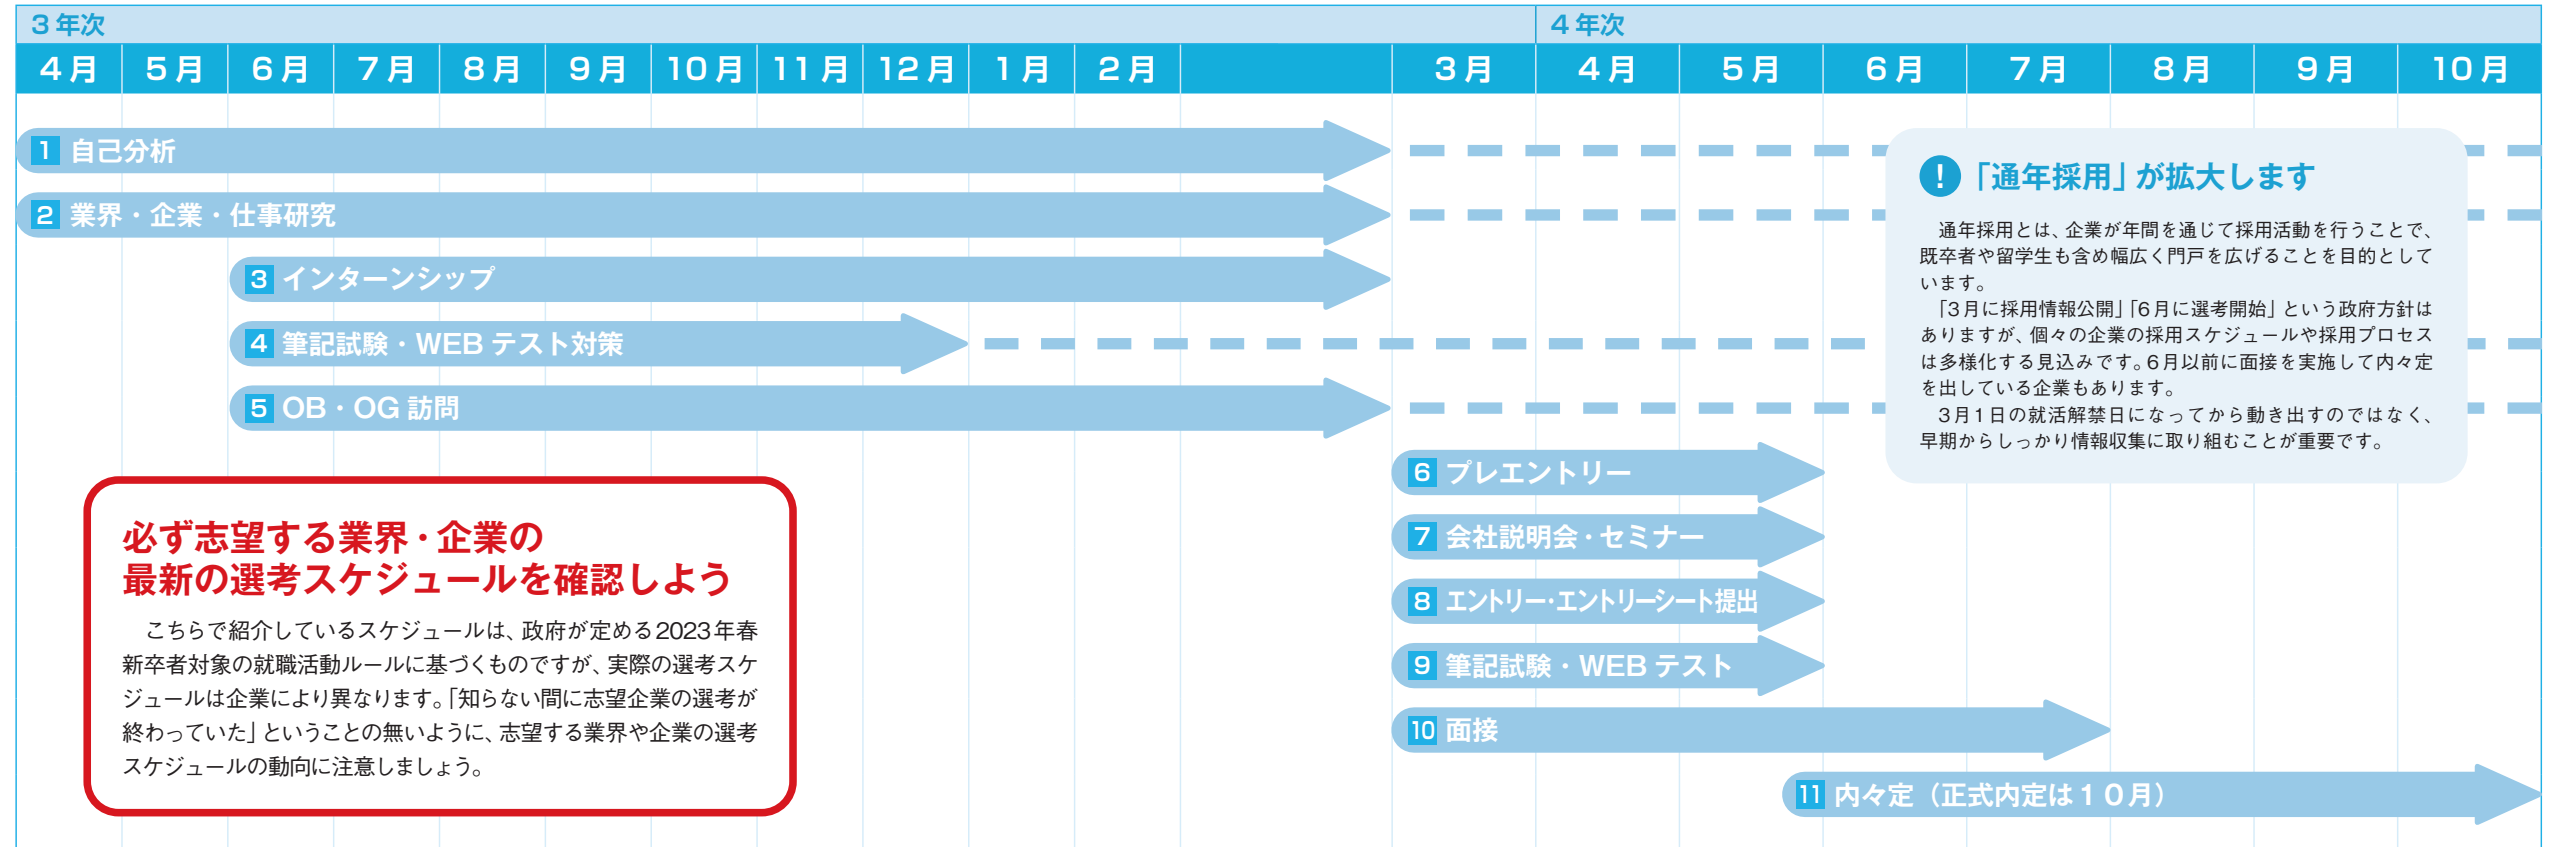 3年次
4年次
4月 5月 6月 7月 8月 9月 10月 11月 12月 1月 2月 3月 4月 5月 6月 7月 8月 9月 10月
1 自己分析
2 業界・企業・仕事研究
3 インターンシップ
4 筆記試験・WEBテスト対策
5 OB・OG訪問
6 プレエントリー
7 会社説明会・セミナー
8 エントリー・エントリーシート提出
9 筆記試験・WEBテスト
10 面接
11 内々定（正式内定は１０月）
! 「通年採用」が拡大します
通年採用とは、企業が年間を通じて採用活動を行うことで、
既卒者や留学生も含め幅広く門戸を広げることを目的として
います。
「3月に採用情報公開」「6月に選考開始」という政府方針は
ありますが、個々の企業の採用スケジュールや採用プロセス
は多様化する見込みです。6月以前に面接を実施して内々定
を出している企業もあります。
3月1日の就活解禁日になってから動き出すのではなく、
早期からしっかり情報収集に取り組むことが重要です。
必ず志望する業界・企業の
最新の選考スケジュールを確認しよう
こちらで紹介しているスケジュールは、政府が定める2023年春
新卒者対象の就職活動ルールに基づくものですが、実際の選考スケ
ジュールは企業により異なります。「知らない間に志望企業の選考が
終わっていた」ということの無いように、志望する業界や企業の選考
スケジュールの動向に注意しましょう。